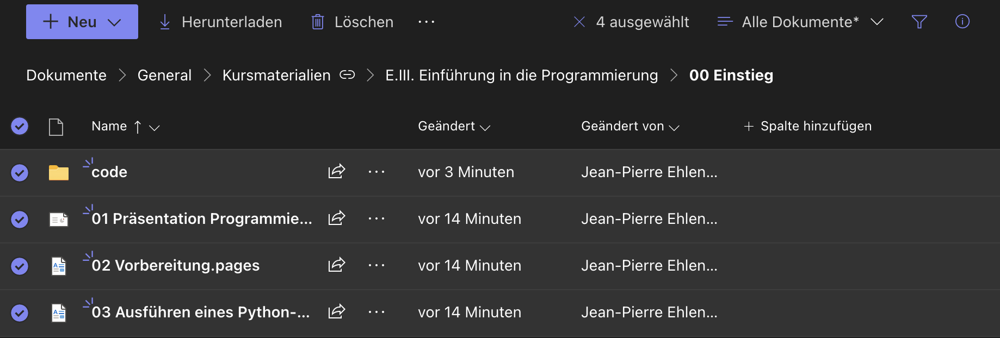 Neu Herunterladen Löschen ... 4 ausgewählt Alle Dokumente*
Dokumente > General > Kursmaterialien > E.III. Einführung in die Programmierung > 00 Einstieg
Name Geändert Geändert von + Spalte hinzufügen
code ... vor 3 Minuten Jean-Pierre Ehlen...
01 Präsentation Programmie... ... vor 14 Minuten Jean-Pierre Ehlen...
02 Vorbereitung.pages ... vor 14 Minuten Jean-Pierre Ehlen...
03 Ausführen eines Python-... ... vor 14 Minuten Jean-Pierre Ehlen...